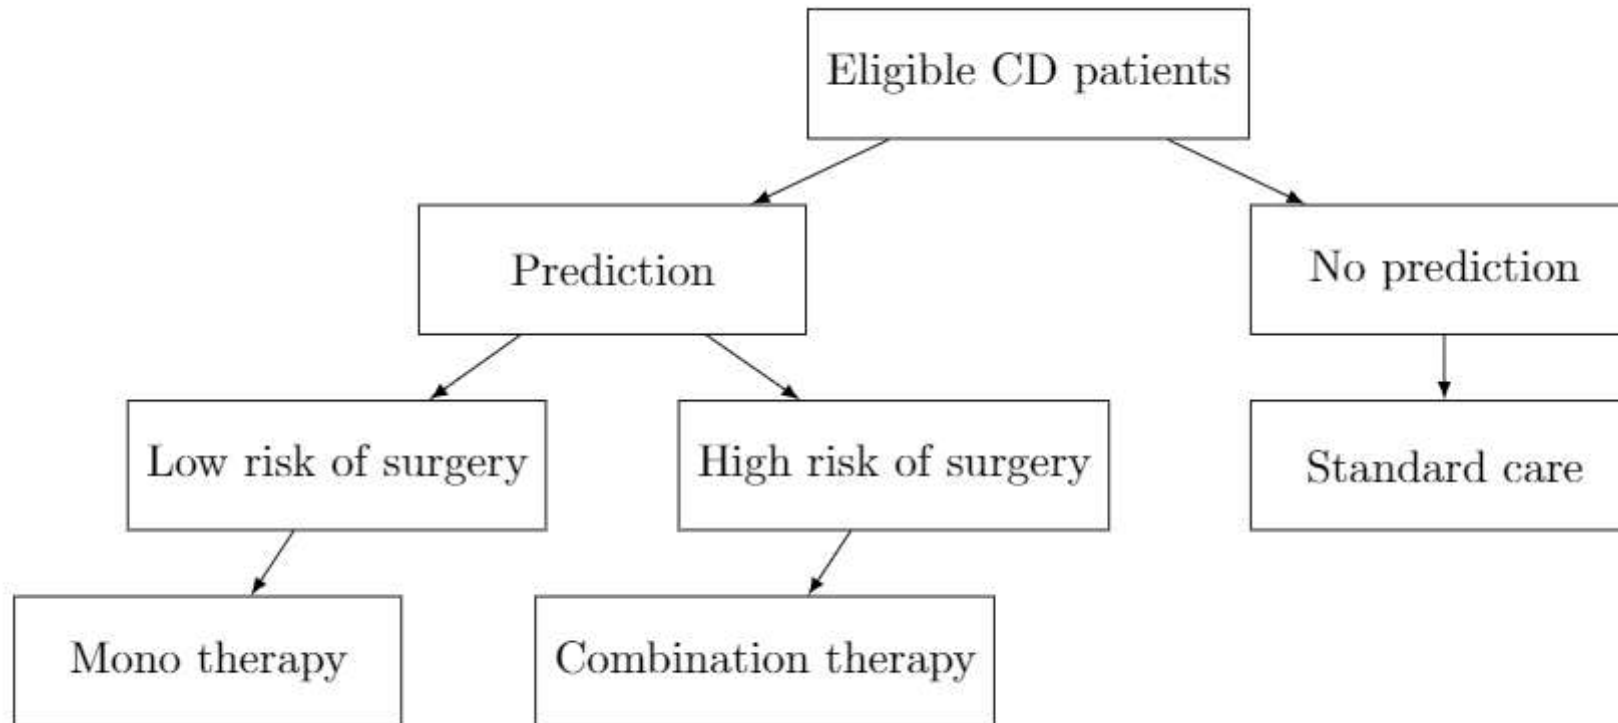 Eligible CD patients
Prediction
No prediction
Low risk of surgery
High risk of surgery
Standard care
Mono therapy
Combination therapy